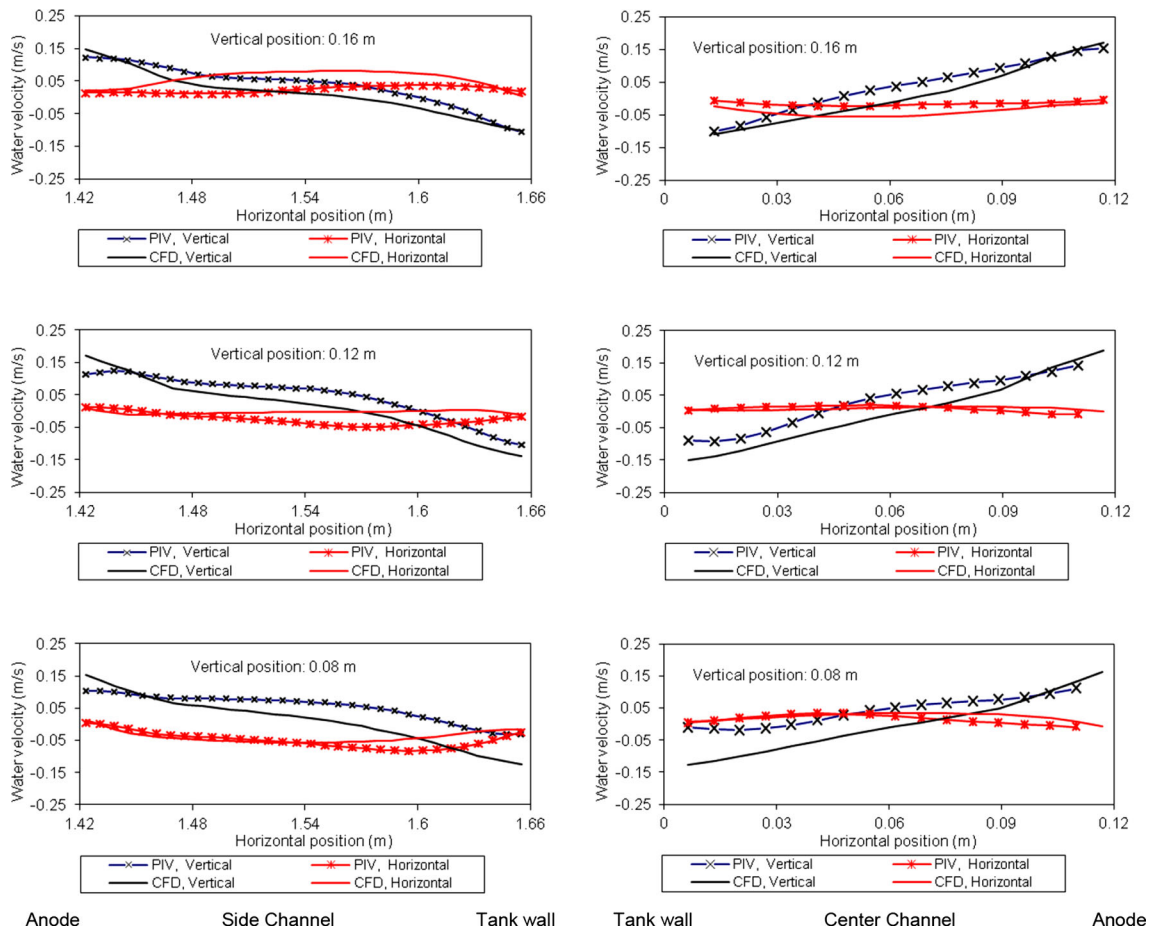 0.25
0.15
0.05
-0.05
-0.15
-0.25
Water velocity (m/s)
Vertical position: 0.16 m
1.42 1.48 1.54 1.6 1.66
Horizontal position (m)
PIV, Vertical PIV, Horizontal
CFD, Vertical CFD, Horizontal
0.25
0.15
0.05
-0.05
-0.15
-0.25
Water velocity (m/s)
Vertical position: 0.16 m
0 0.03 0.06 0.09 0.12
Horizontal position (m)
PIV, Vertical PIV, Horizontal
CFD, Vertical CFD, Horizontal
0.25
0.15
0.05
-0.05
-0.15
-0.25
Water velocity (m/s)
Vertical position: 0.12 m
1.42 1.48 1.54 1.6 1.66
Horizontal position (m)
PIV, Vertical PIV, Horizontal
CFD, Vertical CFD, Horizontal
0.25
0.15
0.05
-0.05
-0.15
-0.25
Water velocity (m/s)
Vertical position: 0.12 m
0 0.03 0.06 0.09 0.12
Horizontal position (m)
PIV, Vertical PIV, Horizontal
CFD, Vertical CFD, Horizontal
0.25
0.15
0.05
-0.05
-0.15
-0.25
Water velocity (m/s)
Vertical position: 0.08 m
1.42 1.48 1.54 1.6 1.66
Horizontal position (m)
PIV, Vertical PIV, Horizontal
CFD, Vertical CFD, Horizontal
0.25
0.15
0.05
-0.05
-0.15
-0.25
Water velocity (m/s)
Vertical position: 0.08 m
0 0.03 0.06 0.09 0.12
Horizontal position (m)
PIV, Vertical PIV, Horizontal
CFD, Vertical CFD, Horizontal
Anode Side Channel Tank wall Tank wall Center Channel Anode